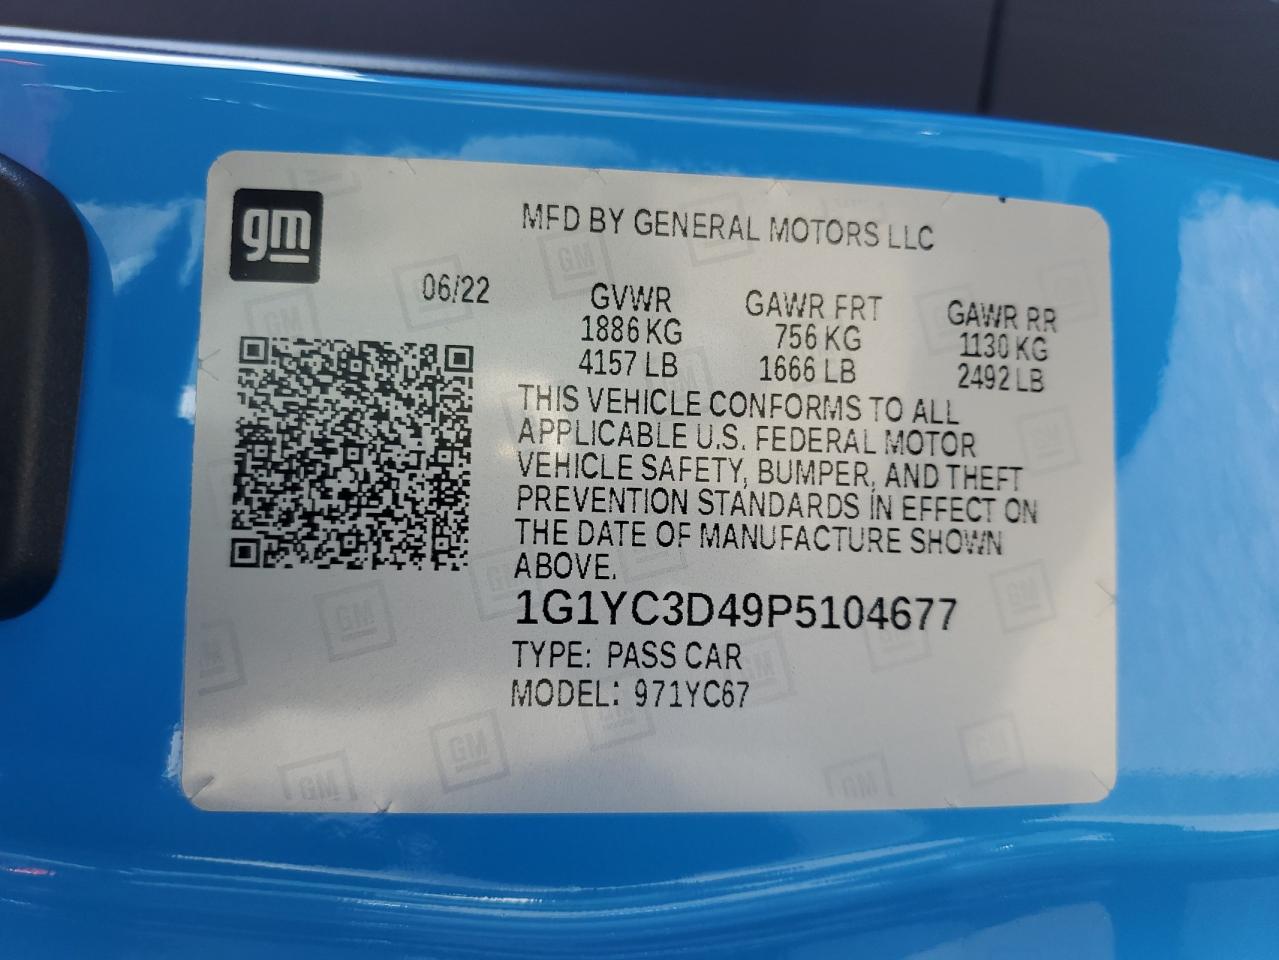 gm
MFD BY GENERAL MOTORS LLC
06/22
GVWR GAWR FRT GAWR RR
1886 KG 756 KG 1130 KG
4157 LB 1666 LB 2492 LB
THIS VEHICLE CONFORMS TO ALL
APPLICABLE U.S. FEDERAL MOTOR
VEHICLE SAFETY, BUMPER, AND THEFT
PREVENTION STANDARDS IN EFFECT ON
THE DATE OF MANUFACTURE SHOWN
ABOVE.
1G1YC3D49P5104677
TYPE: PASS CAR
MODEL: 971YC67